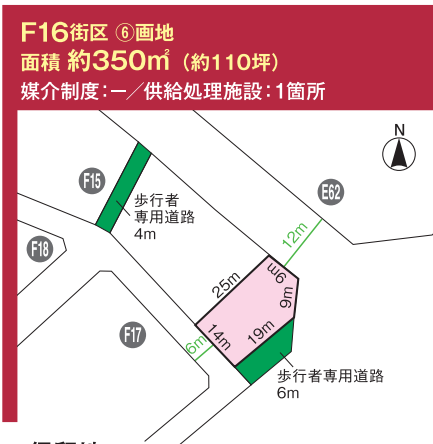 F16街区 ⑥画地
面積 約350㎡（約110坪）
媒介制度：ー／供給処理施設：1箇所
N
F15
E62
歩行者
専用道路
4m
12m
F18
25m
6m
9m
F17
6m
14m
19m
歩行者専用道路
6m